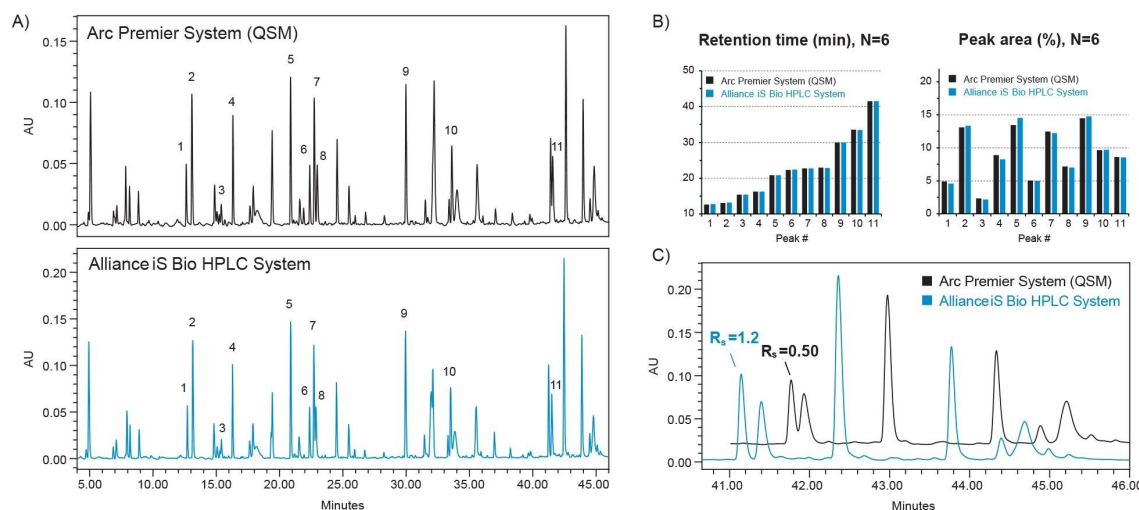 A)
Arc Premier System (QSM)
0.15
0.10
0.05
0.00
AU
1
2
3
4
5
6
7
8
9
10
11
Alliance iS Bio HPLC System
0.20
0.15
0.10
0.05
0.00
AU
1
2
3
4
5
6
7
8
9
10
11
5.00 10.00 15.00 20.00 25.00 30.00 35.00 40.00 45.00
Minutes
B)
Retention time (min), N=6
50
40
30
20
10
Arc Premier System (QSM)
Alliance iS Bio HPLC System
1 2 3 4 5 6 7 8 9 10 11
Peak #
Peak area (%), N=6
20
15
10
5
0
Arc Premier System (QSM)
Alliance iS Bio HPLC System
1 2 3 4 5 6 7 8 9 10 11
Peak #
C)
Arc Premier System (QSM)
Alliance iS Bio HPLC System
0.20
0.15
0.10
0.05
0.00
AU
Rs=1.2
Rs=0.50
41.00 42.00 43.00 44.00 45.00 46.00
Minutes